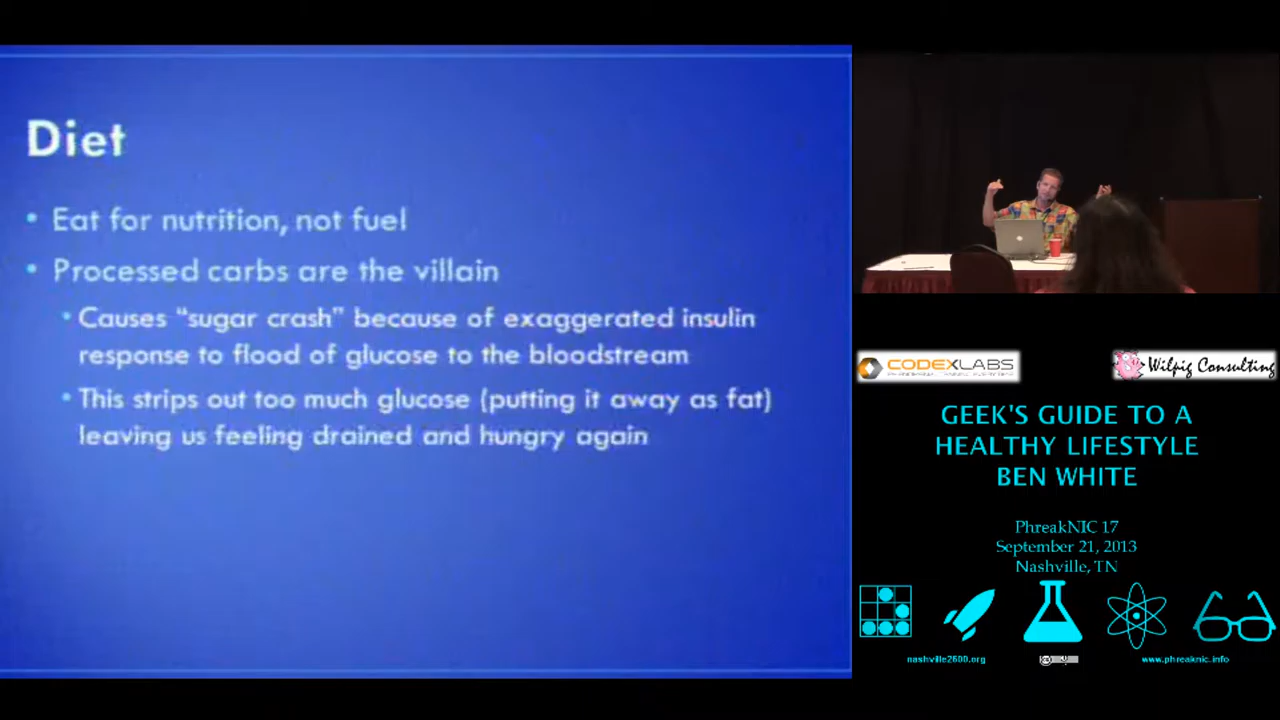 Diet
• Eat for nutrition, not fuel
• Processed carbs are the villain
• Causes “sugar crash” because of exaggerated insulin
response to flood of glucose to the bloodstream
• This strips out too much glucose (putting it away as fat)
leaving us feeling drained and hungry again
CODEXLABS
Wilpig Consulting
GEEK'S GUIDE TO A
HEALTHY LIFESTYLE
BEN WHITE
PhreakNIC 17
September 21, 2013
Nashville, TN
nashville2600.org
www.phreaknic.info